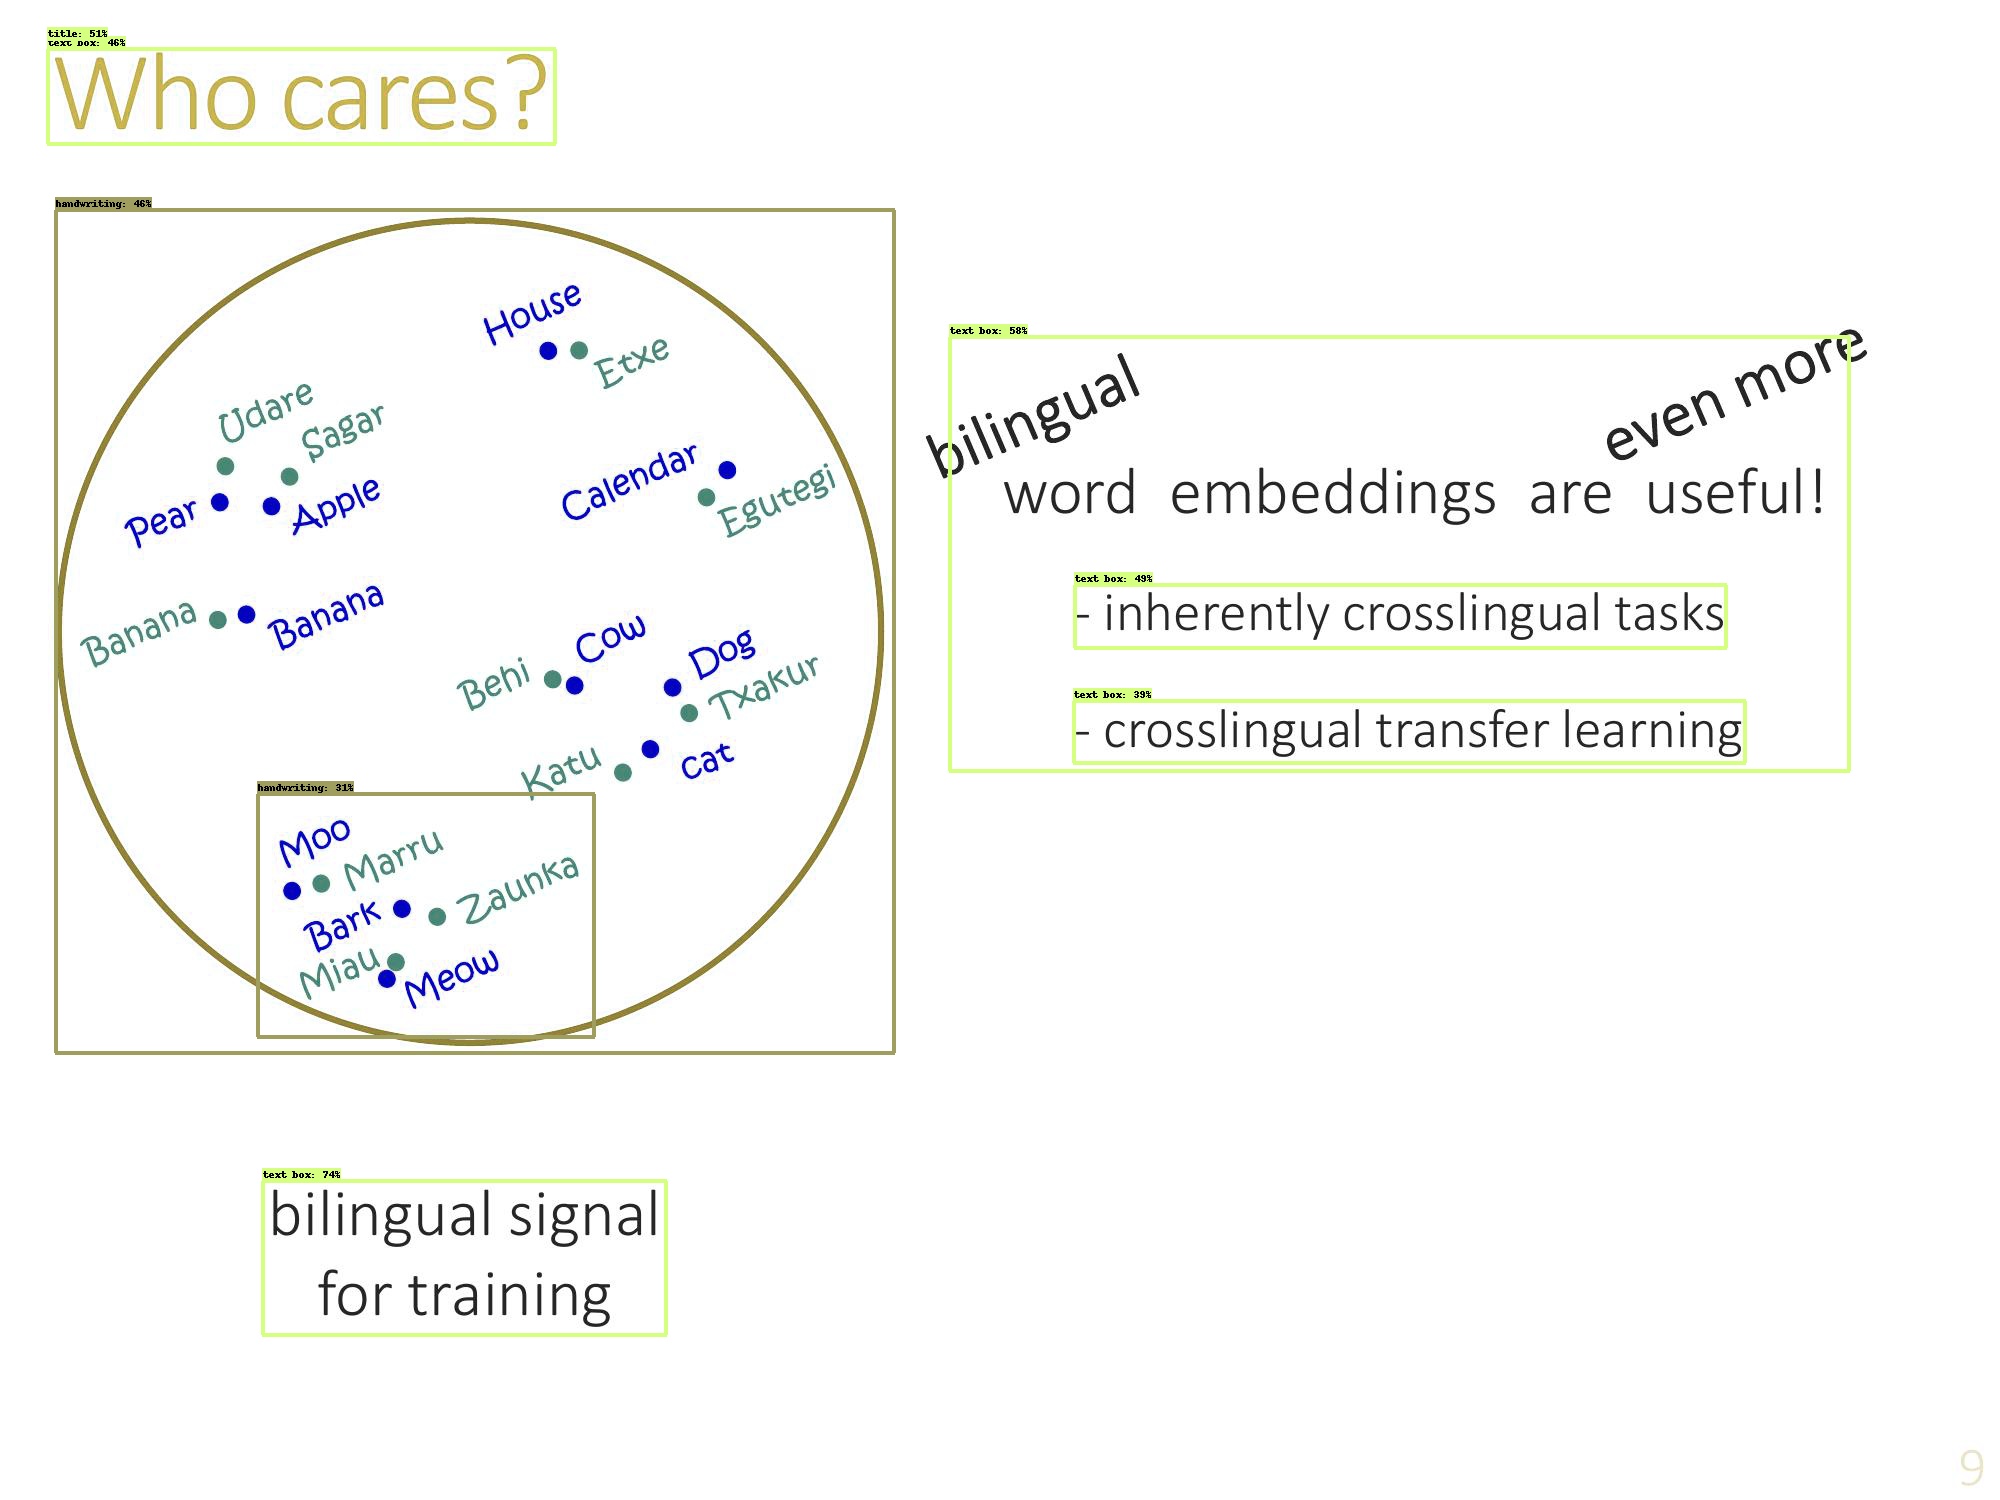 title: 51%
text box: 46%
Who cares?
handwriting: 46%
House
Etxe
Udare
Sagar
Pear
Apple
Calendar
Egutegi
Banana
Banana
Cow
Behi
Dog
Txakur
Katu
cat
handwriting: 31%
Moo
Marru
Bark
Zaunka
Miau
Meow
text box: 58%
bilingual
even more
word embeddings are useful!
text box: 49%
- inherently crosslingual tasks
text box: 39%
- crosslingual transfer learning
text box: 74%
bilingual signal
for training
9